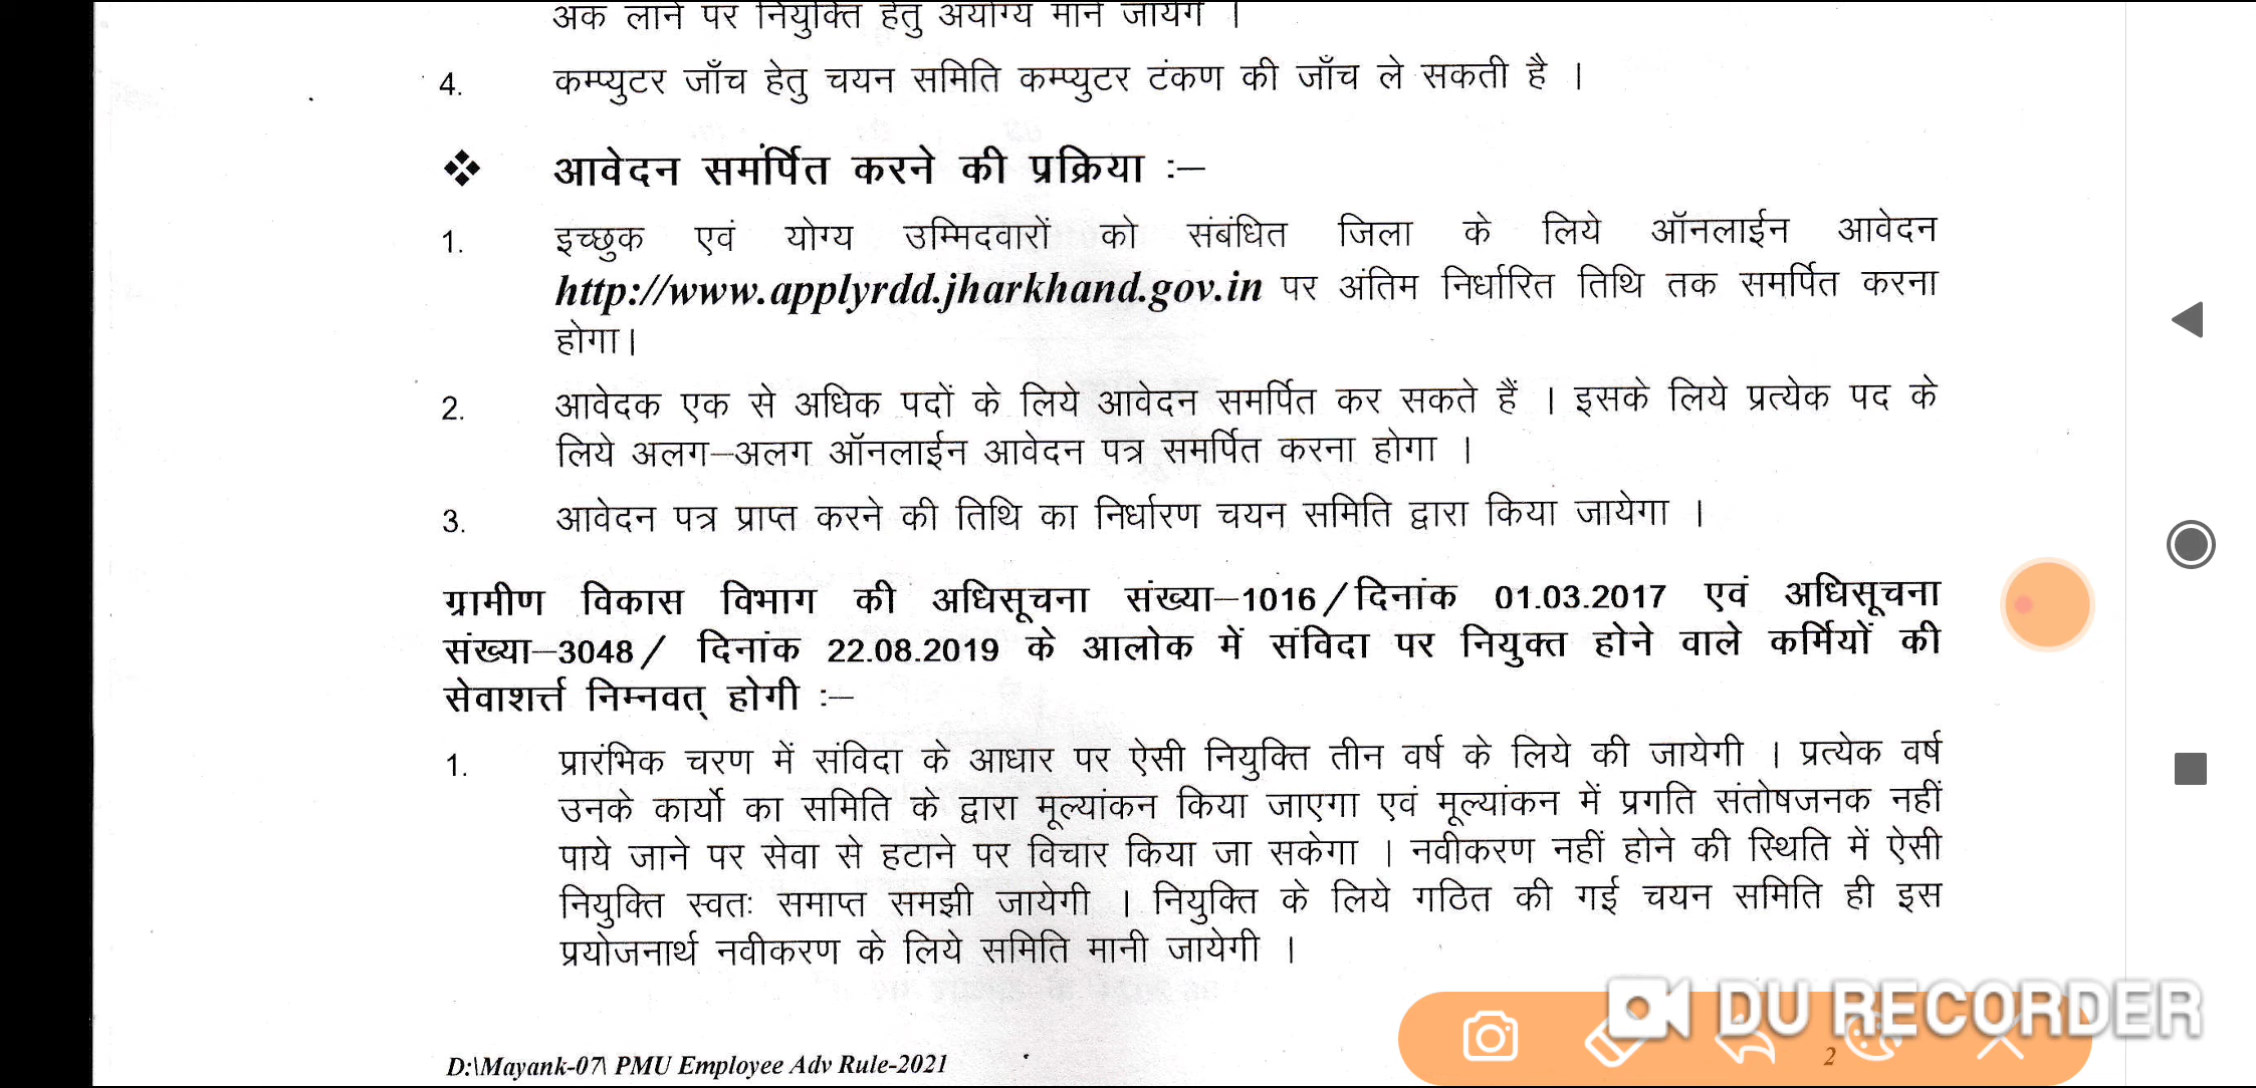 अंक लाने पर नियुक्ति हेतु अयोग्य माने जायेंगे ।
4. कम्प्युटर जाँच हेतु चयन समिति कम्प्युटर टंकण की जाँच ले सकती है ।
❖ आवेदन समर्पित करने की प्रक्रिया :–
1. इच्छुक एवं योग्य उम्मिदवारों को संबंधित जिला के लिये ऑनलाईन आवेदन
http://www.applyrdd.jharkhand.gov.in पर अंतिम निर्धारित तिथि तक समर्पित करना
होगा।
2. आवेदक एक से अधिक पदों के लिये आवेदन समर्पित कर सकते हैं । इसके लिये प्रत्येक पद के
लिये अलग–अलग ऑनलाईन आवेदन पत्र समर्पित करना होगा ।
3. आवेदन पत्र प्राप्त करने की तिथि का निर्धारण चयन समिति द्वारा किया जायेगा ।
ग्रामीण विकास विभाग की अधिसूचना संख्या–1016/दिनांक 01.03.2017 एवं अधिसूचना
संख्या–3048/ दिनांक 22.08.2019 के आलोक में संविदा पर नियुक्त होने वाले कर्मियों की
सेवाशर्त्त निम्नवत् होगी :–
1. प्रारंभिक चरण में संविदा के आधार पर ऐसी नियुक्ति तीन वर्ष के लिये की जायेगी । प्रत्येक वर्ष
उनके कार्यो का समिति के द्वारा मूल्यांकन किया जाएगा एवं मूल्यांकन में प्रगति संतोषजनक नहीं
पाये जाने पर सेवा से हटाने पर विचार किया जा सकेगा । नवीकरण नहीं होने की स्थिति में ऐसी
नियुक्ति स्वतः समाप्त समझी जायेगी । नियुक्ति के लिये गठित की गई चयन समिति ही इस
प्रयोजनार्थ नवीकरण के लिये समिति मानी जायेगी ।
DU RECORDER
D:\Mayank-07\ PMU Employee Adv Rule-2021 2